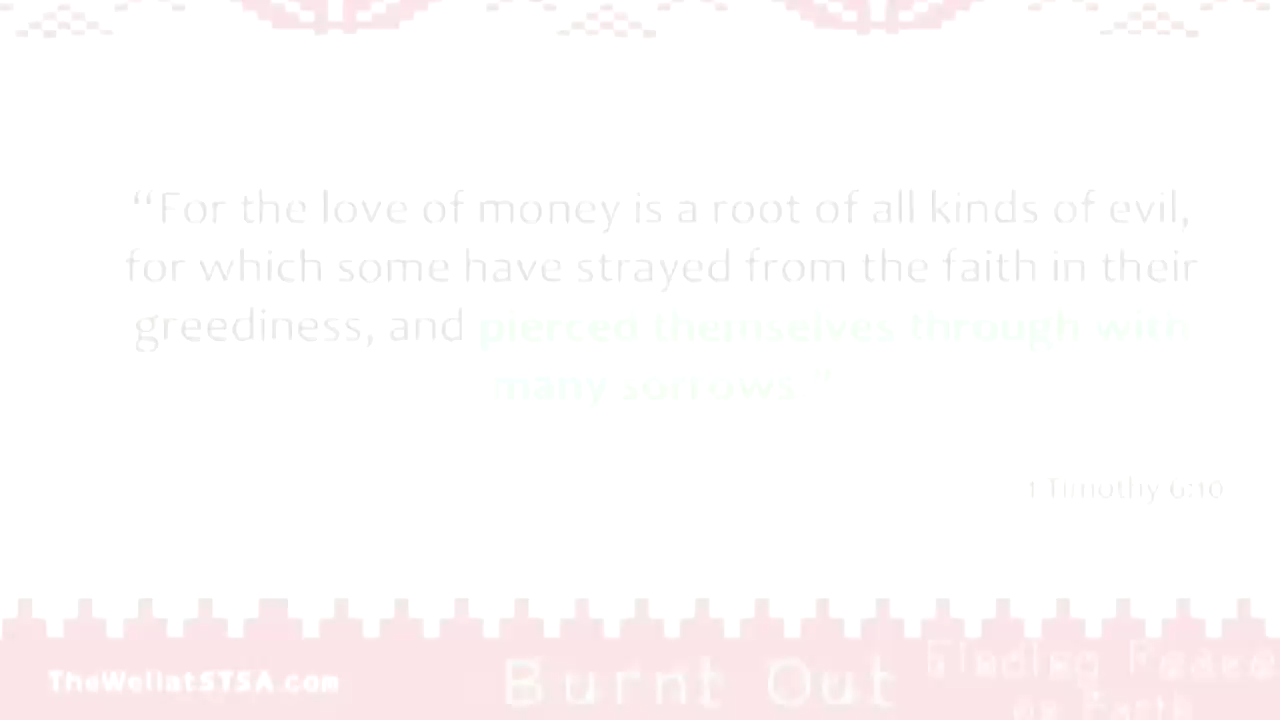 “For the love of money is a root of all kinds of evil,
for which some have strayed from the faith in their
greediness, and pierced themselves through with
many sorrows.”
1 Timothy 6:10
TheWellatSTSA.com
Burnt Out
Finding Peace
on Earth